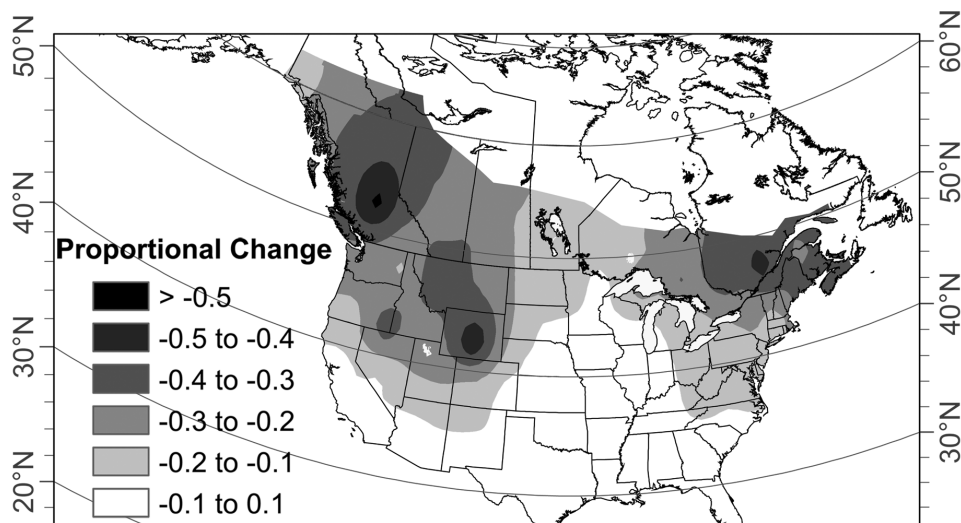 50°N
40°N
30°N
20°N
Proportional Change
> -0.5
-0.5 to -0.4
-0.4 to -0.3
-0.3 to -0.2
-0.2 to -0.1
-0.1 to 0.1
60°N
50°N
40°N
30°N